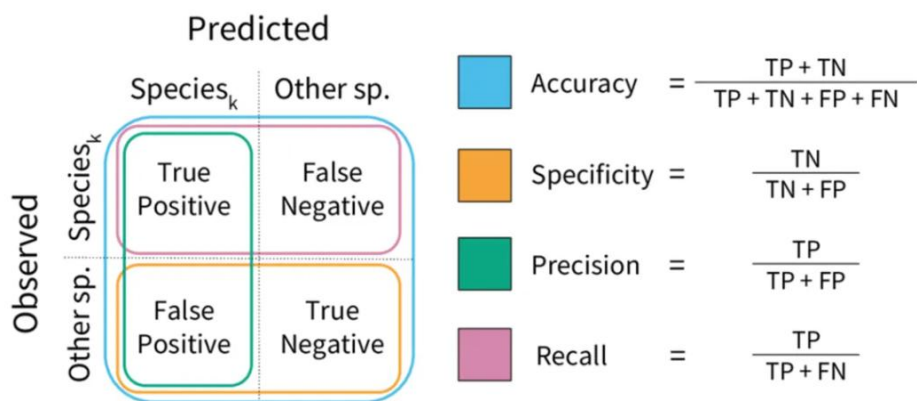 Predicted
Species_k Other sp.
Observed
Species_k
True Positive
False Negative
Other sp.
False Positive
True Negative
Accuracy = TP + TN / TP + TN + FP + FN
Specificity = TN / TN + FP
Precision = TP / TP + FP
Recall = TP / TP + FN